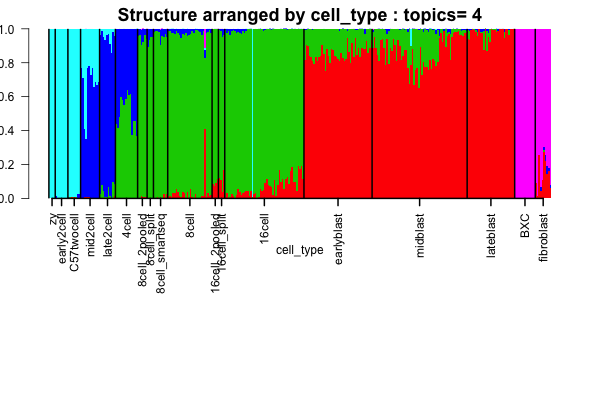 Structure arranged by cell_type : topics= 4
1.0
0.8
0.6
0.4
0.2
0.0
zy
early2cell
C57twocell
mid2cell
late2cell
4cell
8cell_2pooled
8cell_split
8cell_smartseq
8cell
16cell_2pooled
16cell_split
16cell
earlyblast
midblast
lateblast
BXC
fibroblast
cell_type